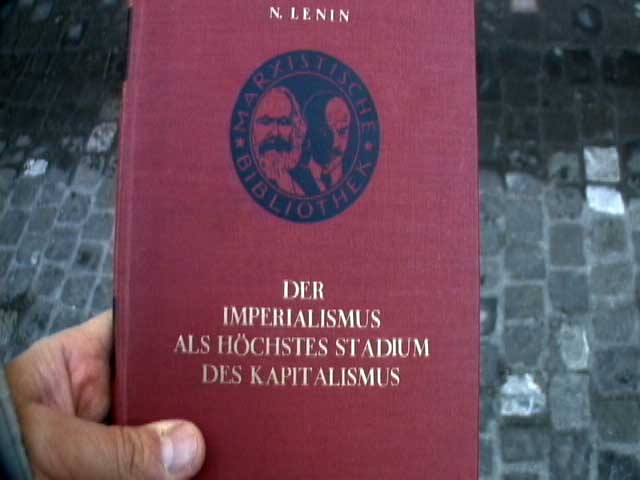 N. LENIN
MARXISTISCHE
BIBLIOTHEK
DER
IMPERIALISMUS
ALS HÖCHSTES STADIUM
DES KAPITALISMUS